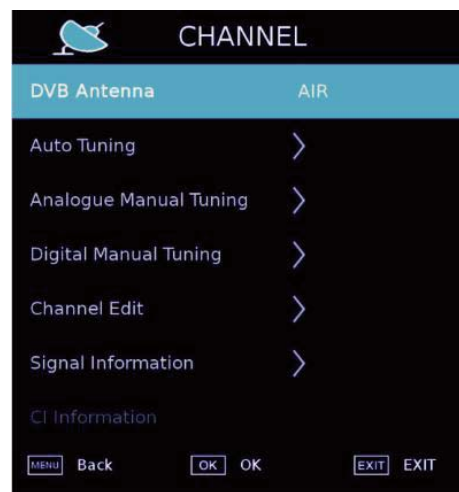 CHANNEL
DVB Antenna AIR
Auto Tuning
Analogue Manual Tuning
Digital Manual Tuning
Channel Edit
Signal Information
CI Information
MENU Back OK OK EXIT EXIT